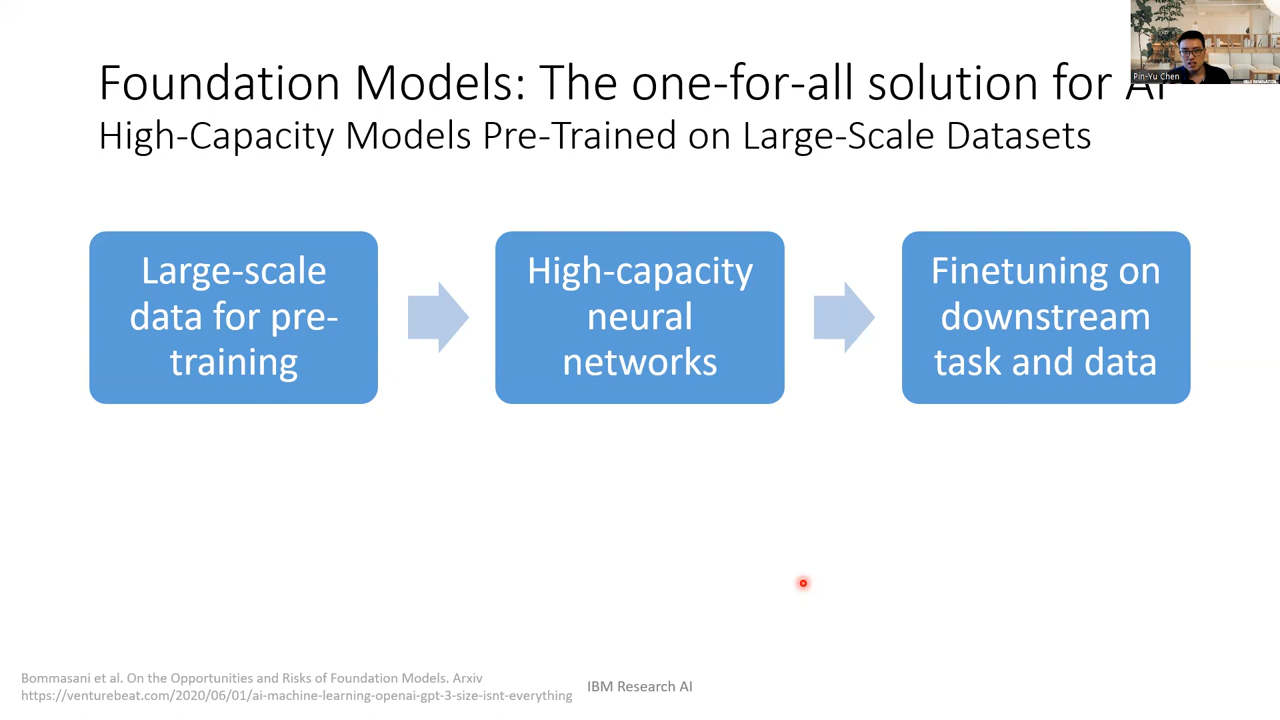 Foundation Models: The one-for-all solution for AI
High-Capacity Models Pre-Trained on Large-Scale Datasets
Pin-Yu Chen
Large-scale
data for pre-
training
High-capacity
neural
networks
Finetuning on
downstream
task and data
Bommasani et al. On the Opportunities and Risks of Foundation Models. Arxiv
https://venturebeat.com/2020/06/01/ai-machine-learning-openai-gpt-3-size-isnt-everything
IBM Research AI